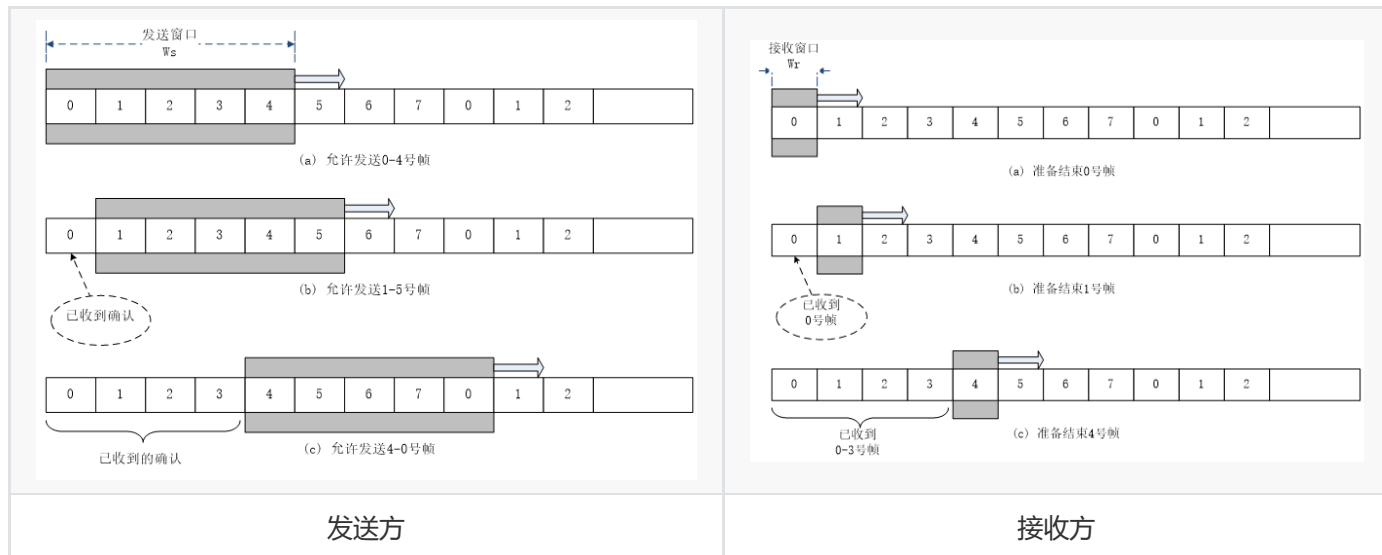 发送窗口
Ws
0 1 2 3 4 5 6 7 0 1 2
(a) 允许发送0-4号帧
0 1 2 3 4 5 6 7 0 1 2
(b) 允许发送1-5号帧
已收到确认
0 1 2 3 4 5 6 7 0 1 2
已收到的确认
(c) 允许发送4-0号帧
发送方
接收窗口
Wr
0 1 2 3 4 5 6 7 0 1 2
(a) 准备结束0号帧
0 1 2 3 4 5 6 7 0 1 2
(b) 准备结束1号帧
已收到
0号帧
0 1 2 3 4 5 6 7 0 1 2
已收到
0-3号帧
(c) 准备结束4号帧
接收方